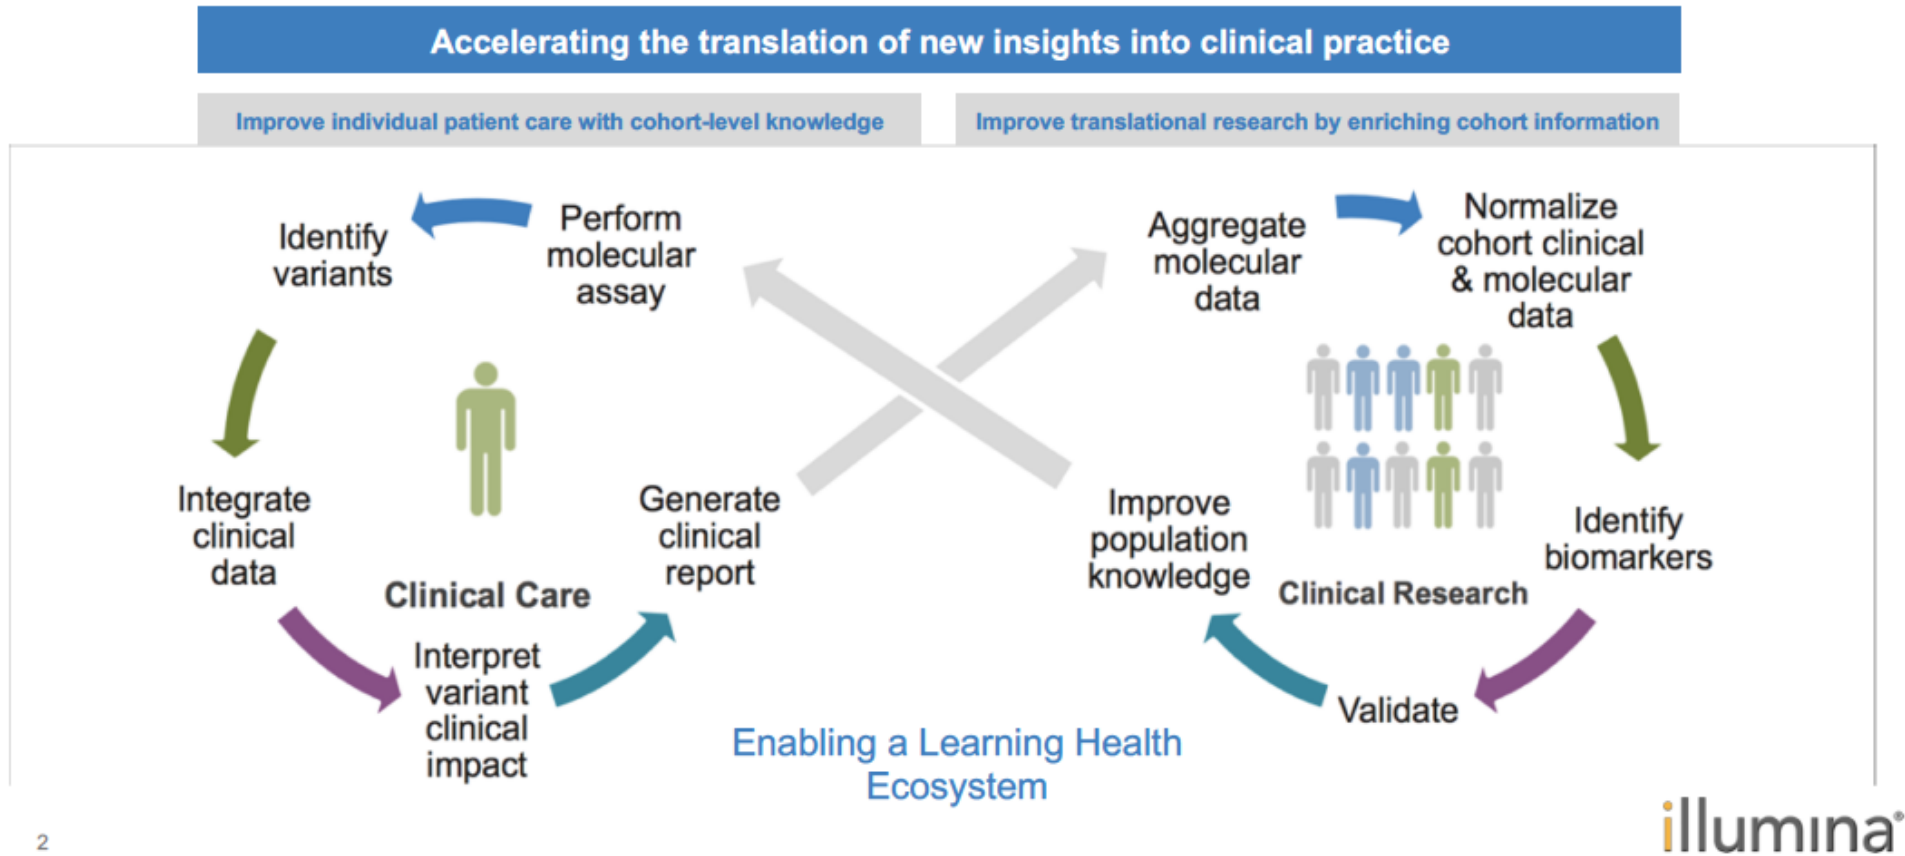 Accelerating the translation of new insights into clinical practice
Improve individual patient care with cohort-level knowledge
Improve translational research by enriching cohort information
Perform
molecular
assay
Identify
variants
Integrate
clinical
data
Clinical Care
Interpret
variant
clinical
impact
Generate
clinical
report
Aggregate
molecular
data
Normalize
cohort clinical
& molecular
data
Identify
biomarkers
Clinical Research
Validate
Improve
population
knowledge
Enabling a Learning Health
Ecosystem
2
illumina®